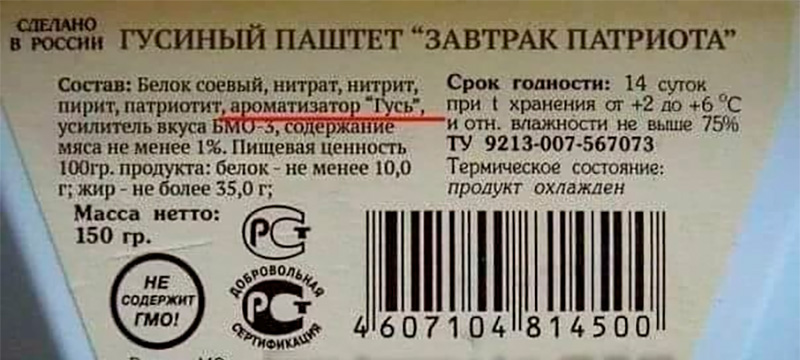 СДЕЛАНО
В РОССИИ
ГУСИНЫЙ ПАШТЕТ “ЗАВТРАК ПАТРИОТА”
Состав: Белок соевый, нитрат, нитрит,
пирит, патриотит, ароматизатор “Гусь”,
усилитель вкуса БМО-3, содержание
мяса не менее 1%. Пищевая ценность
100гр. продукта: белок - не менее 10,0
г; жир - не более 35,0 г;
Масса нетто:
150 гр.
Срок годности: 14 суток
при t хранения от +2 до +6 °С
и отн. влажности не выше 75%
ТУ 9213-007-567073
Термическое состояние:
продукт охлажден
РСТ
НЕ
СОДЕРЖИТ
ГМО!
ДОБРОВОЛЬНАЯ
РСТ
СЕРТИФИКАЦИЯ
4 607104 814500